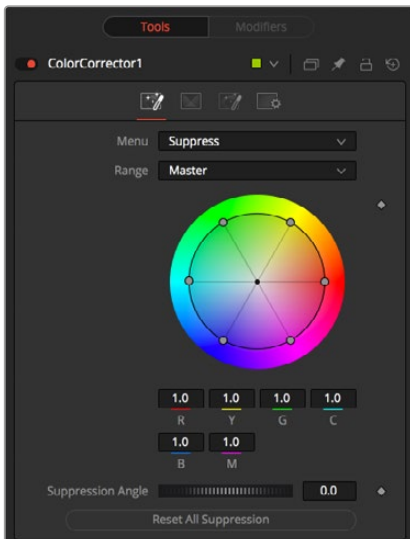 Tools Modifiers
ColorCorrector1
Menu Suppress
Range Master
1.0 1.0 1.0 1.0
R Y G C
1.0 1.0
B M
Suppression Angle 0.0
Reset All Suppression